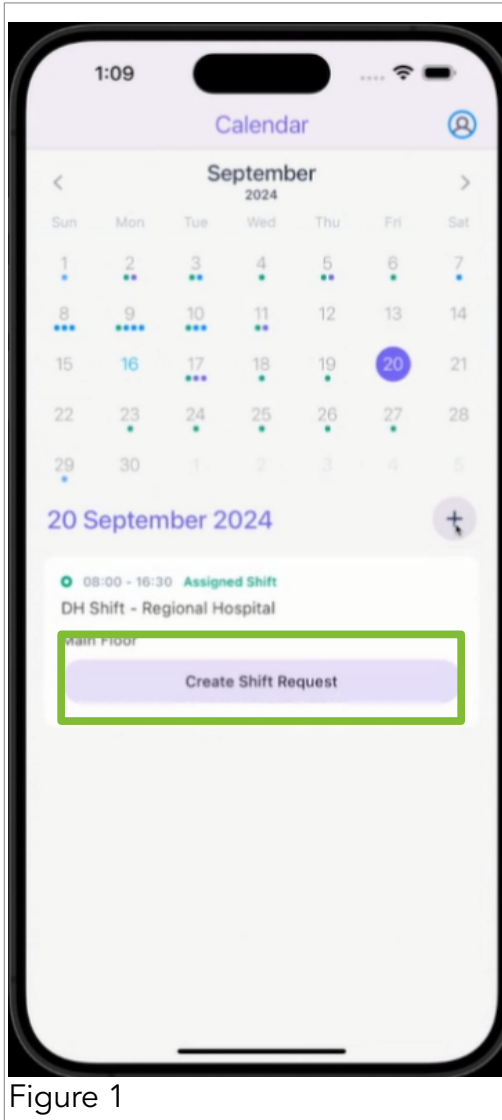 1:09
Calendar
September
2024
Sun Mon Tue Wed Thu Fri Sat
1 2 3 4 5 6 7
8 9 10 11 12 13 14
15 16 17 18 19 20 21
22 23 24 25 26 27 28
29 30 1 2 3 4 5
20 September 2024
08:00 - 16:30 Assigned Shift
DH Shift - Regional Hospital
Main Floor
Create Shift Request
Figure 1